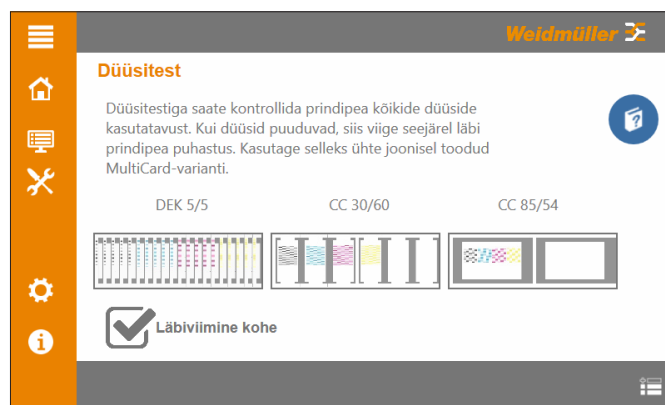 Weidmüller
Düüsitest
Düüsitestiga saate kontrollida prindipea kõikide düüside
kasutatavust. Kui düüsid puuduvad, siis viige seejärel läbi
prindipea puhastus. Kasutage selleks ühte joonisel toodud
MultiCard-varianti.
DEK 5/5 CC 30/60 CC 85/54
Läbiviimine kohe